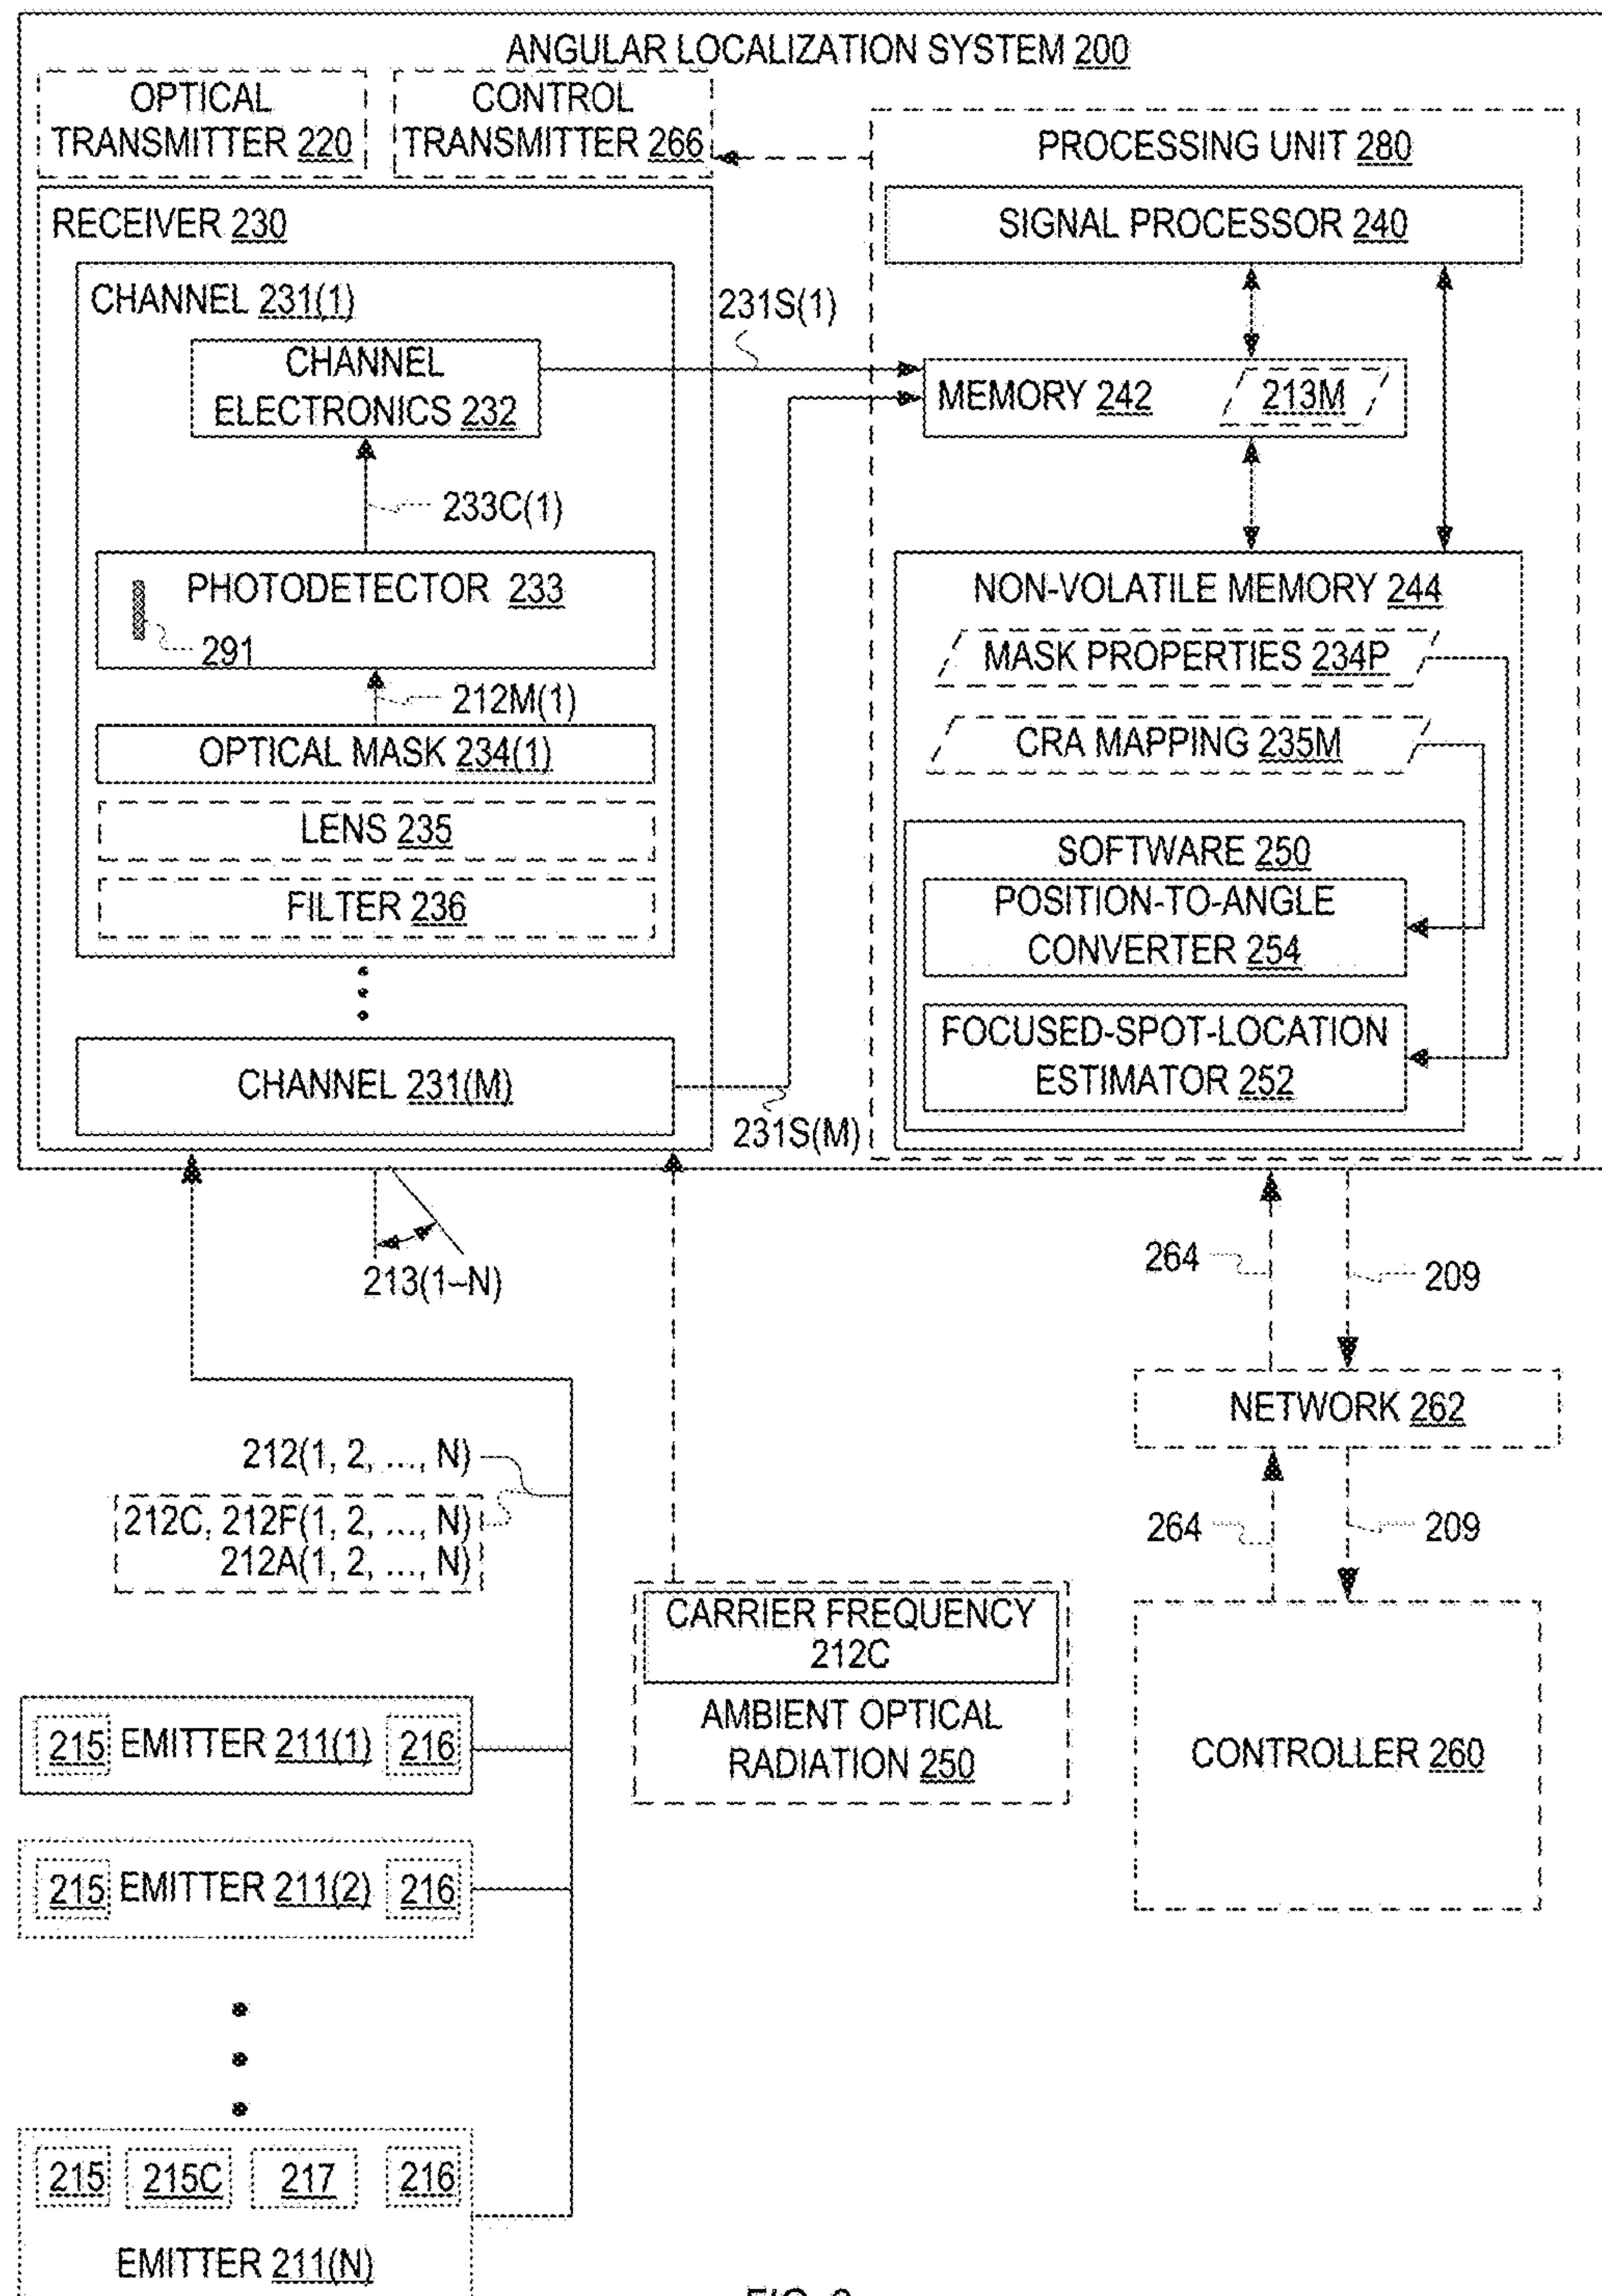 ANGULAR LOCALIZATION SYSTEM 200
OPTICAL
TRANSMITTER 220
CONTROL
TRANSMITTER 266
PROCESSING UNIT 280
SIGNAL PROCESSOR 240
RECEIVER 230
CHANNEL 231(1)
231S(1)
CHANNEL
ELECTRONICS 232
MEMORY 242
213M
233C(1)
PHOTODETECTOR 233
291
NON-VOLATILE MEMORY 244
MASK PROPERTIES 234P
212M(1)
OPTICAL MASK 234(1)
CRA MAPPING 235M
LENS 235
SOFTWARE 250
FILTER 236
POSITION-TO-ANGLE
CONVERTER 254
FOCUSED-SPOT-LOCATION
ESTIMATOR 252
CHANNEL 231(M)
231S(M)
213(1–N)
264
209
NETWORK 262
212(1, 2, ..., N)
212C, 212F(1, 2, ..., N)
212A(1, 2, ..., N)
264
209
CARRIER FREQUENCY
212C
AMBIENT OPTICAL
RADIATION 250
CONTROLLER 260
215 EMITTER 211(1) 216
215 EMITTER 211(2) 216
215 215C 217 216
EMITTER 211(N)